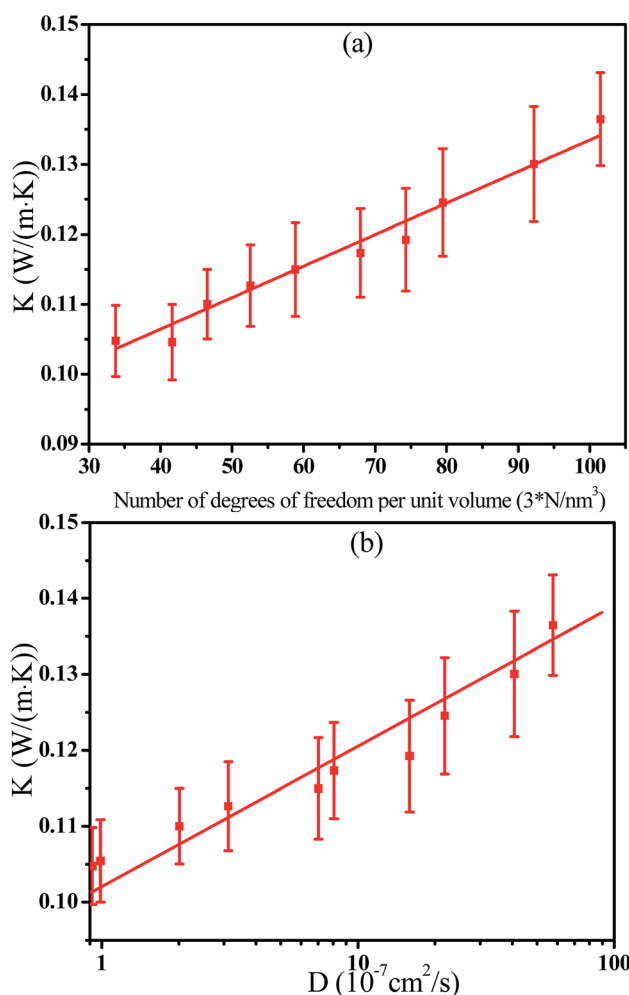 (a)
0.15
0.14
0.13
0.12
0.11
0.10
0.09
K (W/(m·K))
30 40 50 60 70 80 90 100
Number of degrees of freedom per unit volume (3*N/nm³)
(b)
0.15
0.14
0.13
0.12
0.11
0.10
K (W/(m·K))
1 10 100
D (10⁻⁷cm²/s)